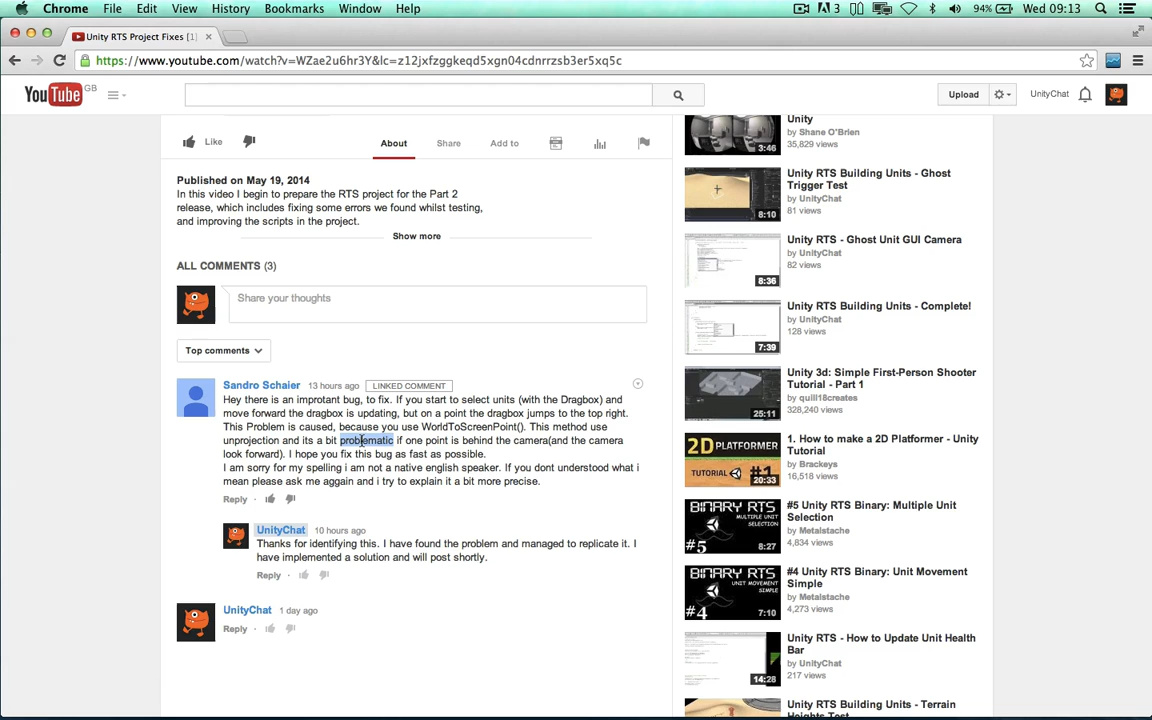 Chrome File Edit View History Bookmarks Window Help 3 94% Wed 09:13
Unity RTS Project Fixes [1]
https://www.youtube.com/watch?v=WZae2u6hr3Y&lc=z12jxfzggkeqd5xgn04cdnrrzsb3er5xq5c
YouTube GB Upload UnityChat
Like About Share Add to
Published on May 19, 2014
In this video I begin to prepare the RTS project for the Part 2
release, which includes fixing some errors we found whilst testing,
and improving the scripts in the project.
Show more
ALL COMMENTS (3)
Share your thoughts
Top comments
Sandro Schaier 13 hours ago LINKED COMMENT
Hey there is an improtant bug, to fix. If you start to select units (with the Dragbox) and
move forward the dragbox is updating, but on a point the dragbox jumps to the top right.
This Problem is caused, because you use WorldToScreenPoint(). This method use
unprojection and its a bit problematic if one point is behind the camera(and the camera
look forward). I hope you fix this bug as fast as possible.
I am sorry for my spelling i am not a native english speaker. If you dont understood what i
mean please ask me aggain and i try to explain it a bit more precise.
Reply
UnityChat 10 hours ago
Thanks for identifying this. I have found the problem and managed to replicate it. I
have implemented a solution and will post shortly.
Reply
UnityChat 1 day ago
Reply
Unity
by Shane O'Brien
35,829 views
3:46
Unity RTS Building Units - Ghost
Trigger Test
by UnityChat
81 views
8:10
Unity RTS - Ghost Unit GUI Camera
by UnityChat
82 views
8:36
Unity RTS Building Units - Complete!
by UnityChat
128 views
7:39
Unity 3d: Simple First-Person Shooter
Tutorial - Part 1
by quill18creates
328,240 views
25:11
1. How to make a 2D Platformer - Unity
Tutorial
by Brackeys
16,518 views
2D PLATFORMER
TUTORIAL #1
20:33
#5 Unity RTS Binary: Multiple Unit
Selection
by Metalstache
4,834 views
BINARY RTS
MULTIPLE UNIT
SELECTION
#5
8:27
#4 Unity RTS Binary: Unit Movement
Simple
by Metalstache
4,273 views
BINARY RTS
UNIT MOVEMENT
SIMPLE
#4
7:10
Unity RTS - How to Update Unit Health
Bar
by UnityChat
217 views
14:28
Unity RTS Building Units - Terrain
Heights Test